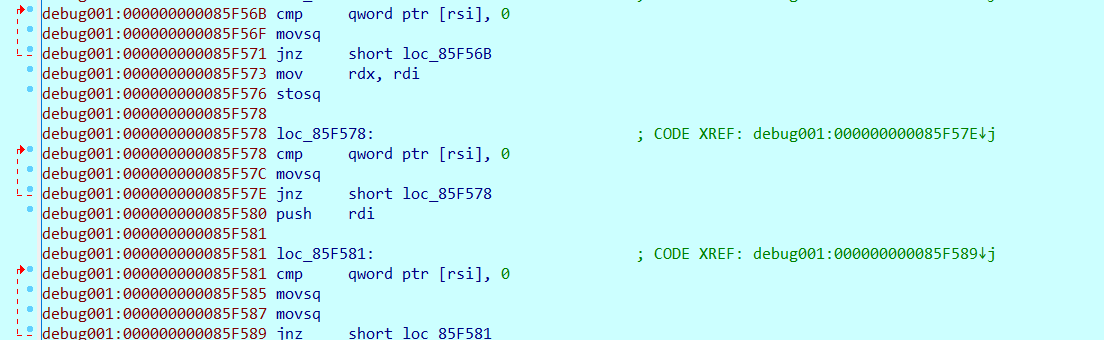 debug001:000000000085F56B cmp     qword ptr [rsi], 0
debug001:000000000085F56F movsq
debug001:000000000085F571 jnz     short loc_85F56B
debug001:000000000085F573 mov     rdx, rdi
debug001:000000000085F576 stosq
debug001:000000000085F578
debug001:000000000085F578 loc_85F578:                             ; CODE XREF: debug001:000000000085F57E↓j
debug001:000000000085F578 cmp     qword ptr [rsi], 0
debug001:000000000085F57C movsq
debug001:000000000085F57E jnz     short loc_85F578
debug001:000000000085F580 push    rdi
debug001:000000000085F581
debug001:000000000085F581 loc_85F581:                             ; CODE XREF: debug001:000000000085F589↓j
debug001:000000000085F581 cmp     qword ptr [rsi], 0
debug001:000000000085F585 movsq
debug001:000000000085F587 movsq
debug001:000000000085F589 jnz     short loc_85F581